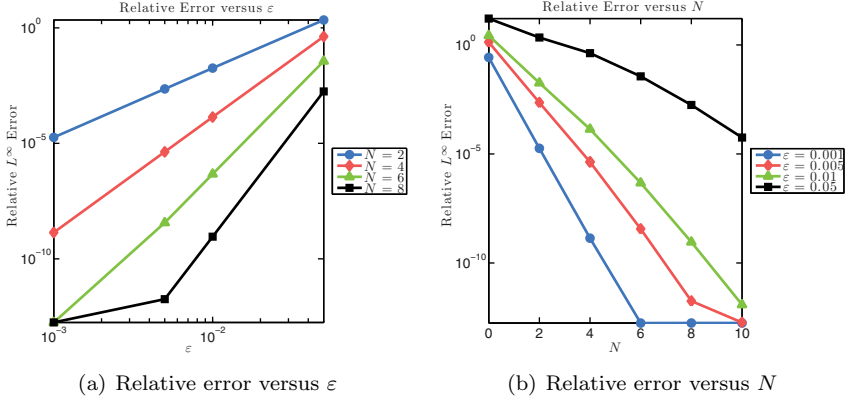 Relative Error versus ε
10^0
10^−5
10^−10
Relative L^∞ Error
10^−3
10^−2
ε
N = 2
N = 4
N = 6
N = 8
(a) Relative error versus ε
Relative Error versus N
10^0
10^−5
10^−10
Relative L^∞ Error
0 2 4 6 8 10
N
ε = 0.001
ε = 0.005
ε = 0.01
ε = 0.05
(b) Relative error versus N